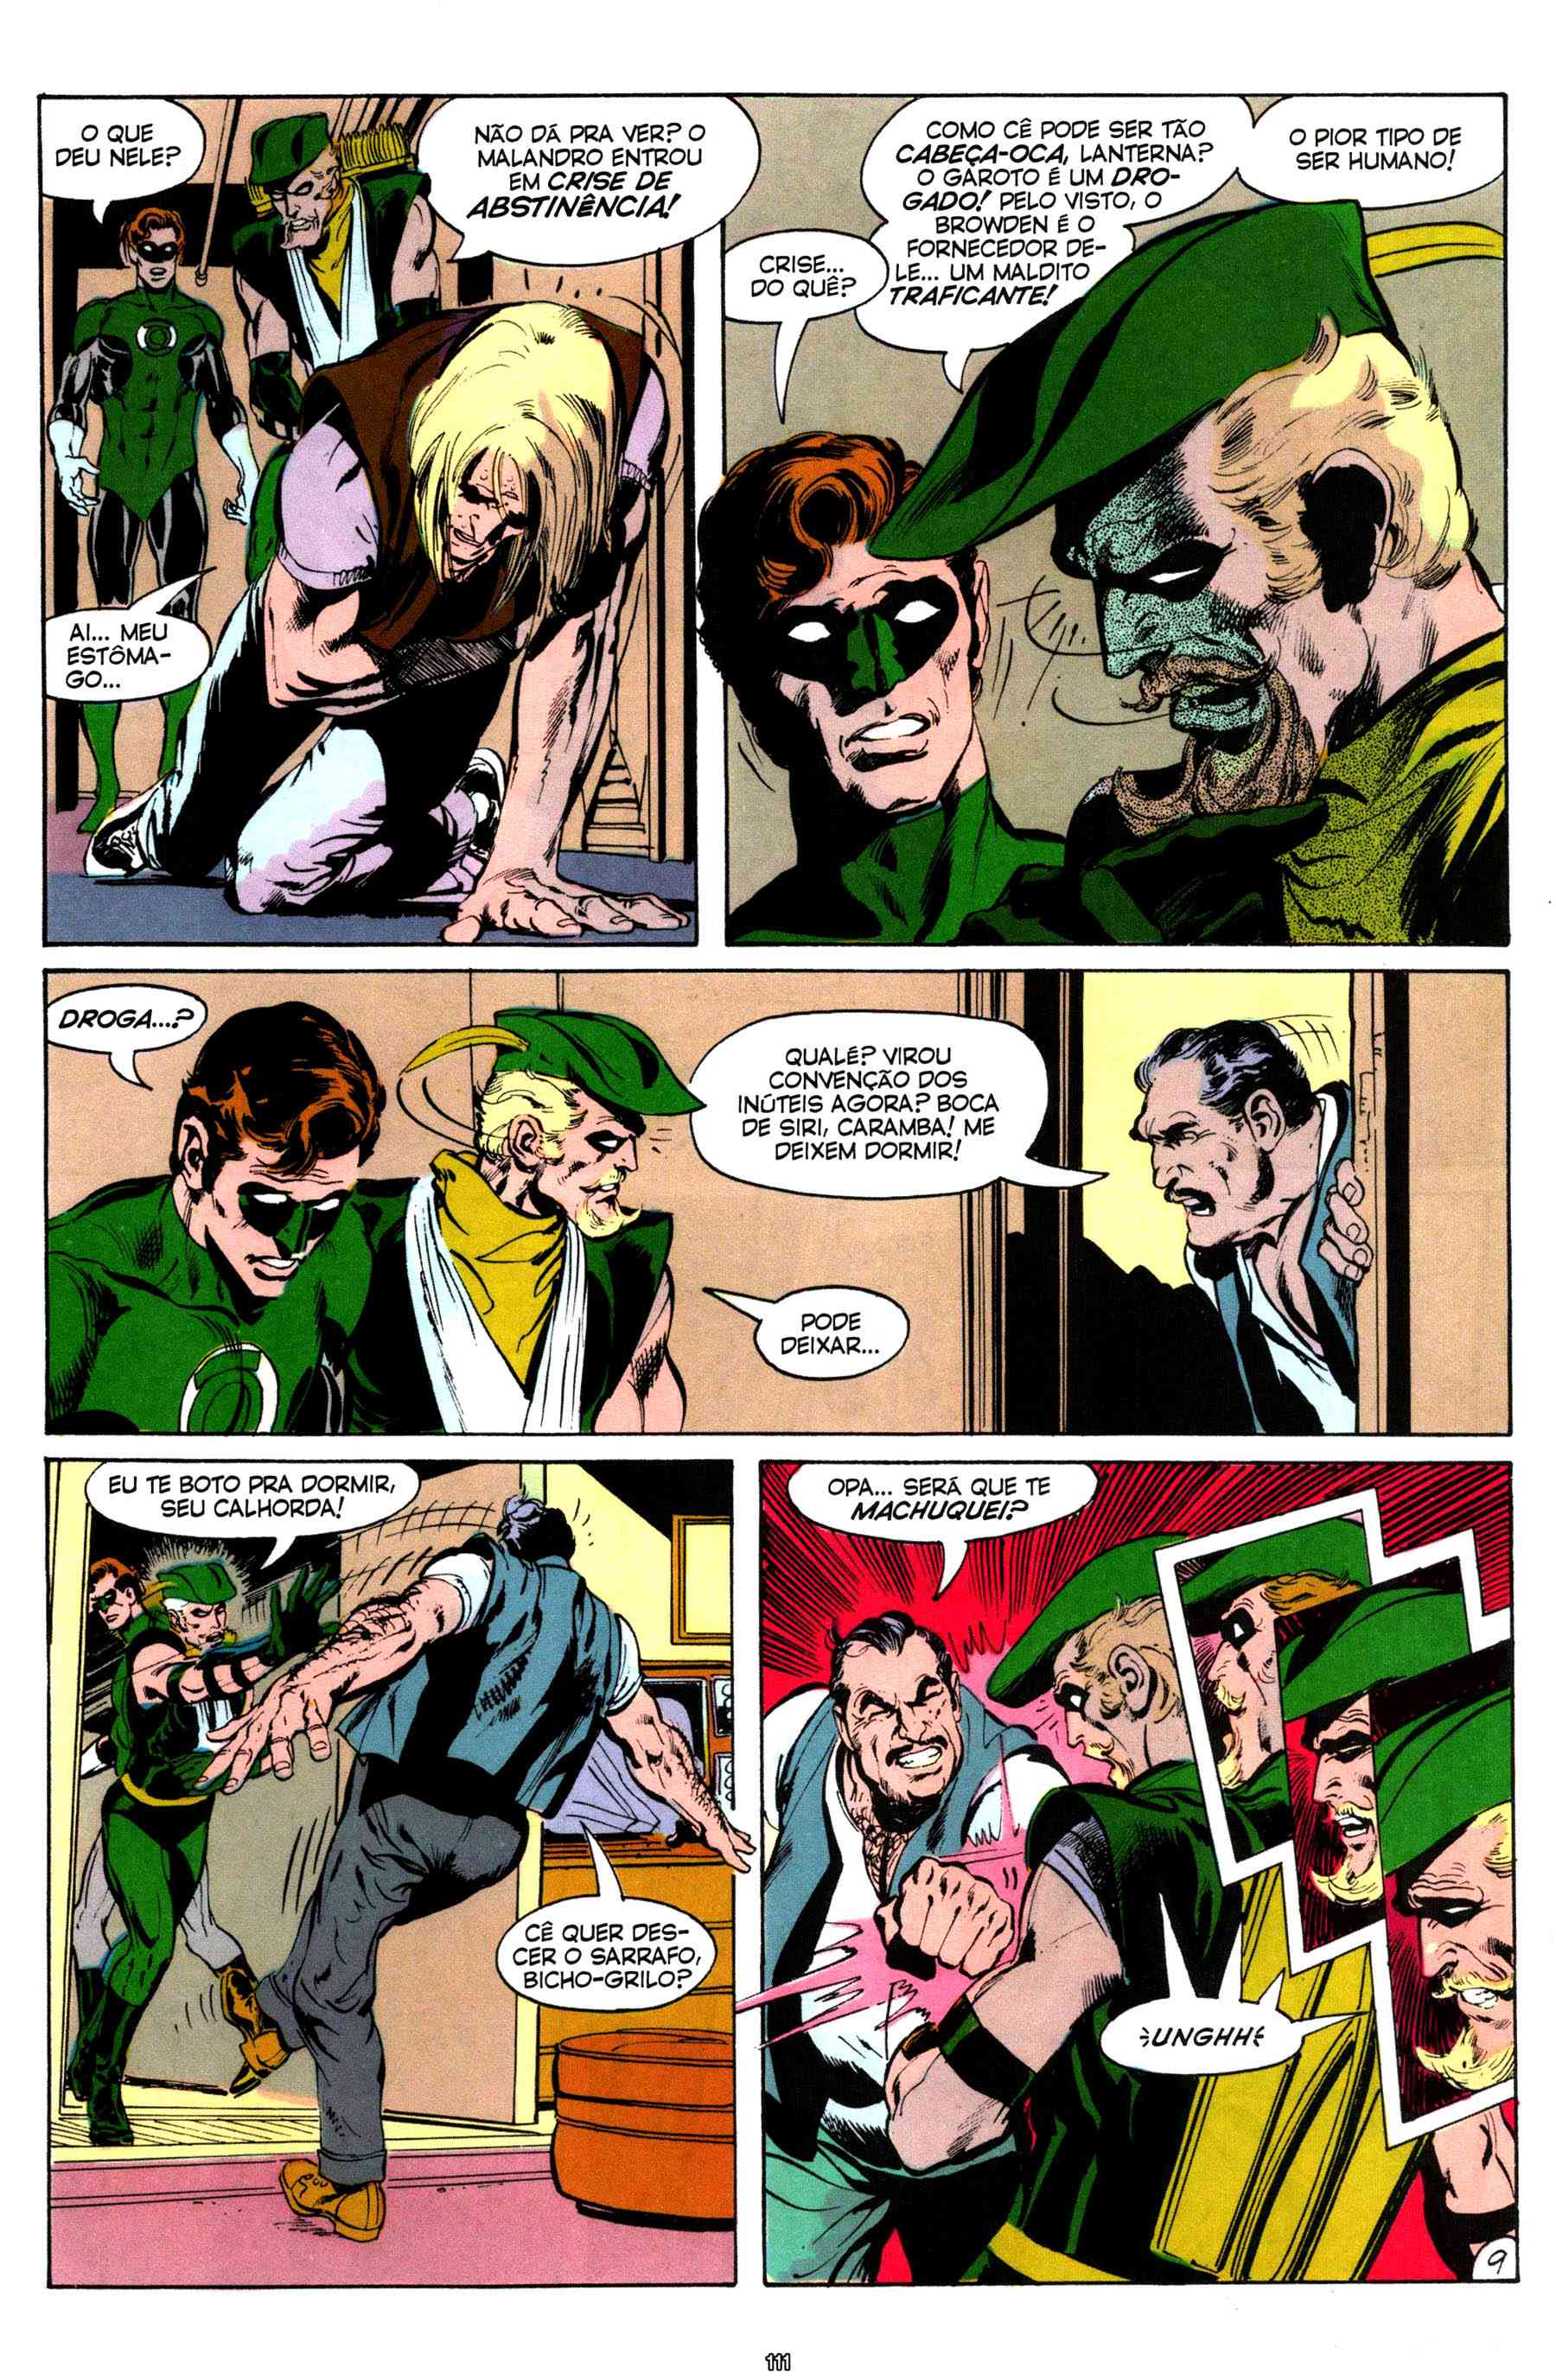 O QUE
DEU NELE?
NÃO DÁ PRA VER? O
MALANDRO ENTROU
EM CRISE DE
ABSTINÊNCIA!
AI... MEU
ESTÔMA-
GO...
CRISE...
DO QUÊ?
COMO CÊ PODE SER TÃO
CABEÇA-OCA, LANTERNA?
O GAROTO É UM DRO-
GADO! PELO VISTO, O
BROWDEN É O
FORNECEDOR DE-
LE... UM MALDITO
TRAFICANTE!
O PIOR TIPO DE
SER HUMANO!
DROGA...?
QUALÉ? VIROU
CONVENÇÃO DOS
INÚTEIS AGORA? BOCA
DE SIRI, CARAMBA! ME
DEIXEM DORMIR!
PODE
DEIXAR...
EU TE BOTO PRA DORMIR,
SEU CALHORDA!
CÊ QUER DES-
CER O SARRAFO,
BICHO-GRILO?
OPA... SERÁ QUE TE
MACHUQUEI?
UNGHH
9
111